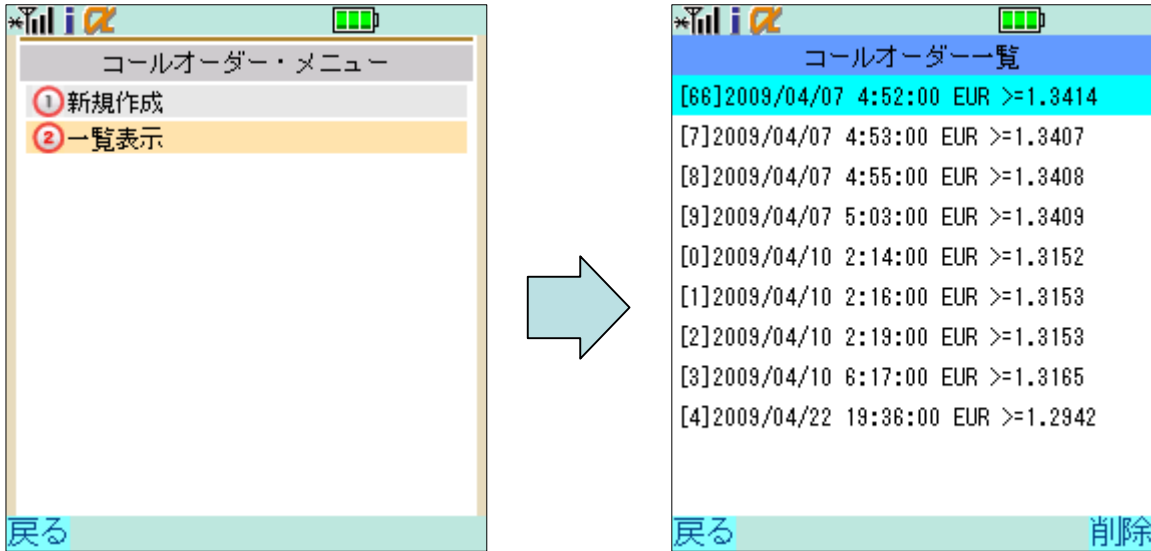 コールオーダー・メニュー
①新規作成
②一覧表示
戻る
コールオーダー一覧
[66]2009/04/07 4:52:00 EUR >=1.3414
[7]2009/04/07 4:53:00 EUR >=1.3407
[8]2009/04/07 4:55:00 EUR >=1.3408
[9]2009/04/07 5:03:00 EUR >=1.3409
[0]2009/04/10 2:14:00 EUR >=1.3152
[1]2009/04/10 2:16:00 EUR >=1.3153
[2]2009/04/10 2:19:00 EUR >=1.3153
[3]2009/04/10 6:17:00 EUR >=1.3165
[4]2009/04/22 19:36:00 EUR >=1.2942
戻る 削除